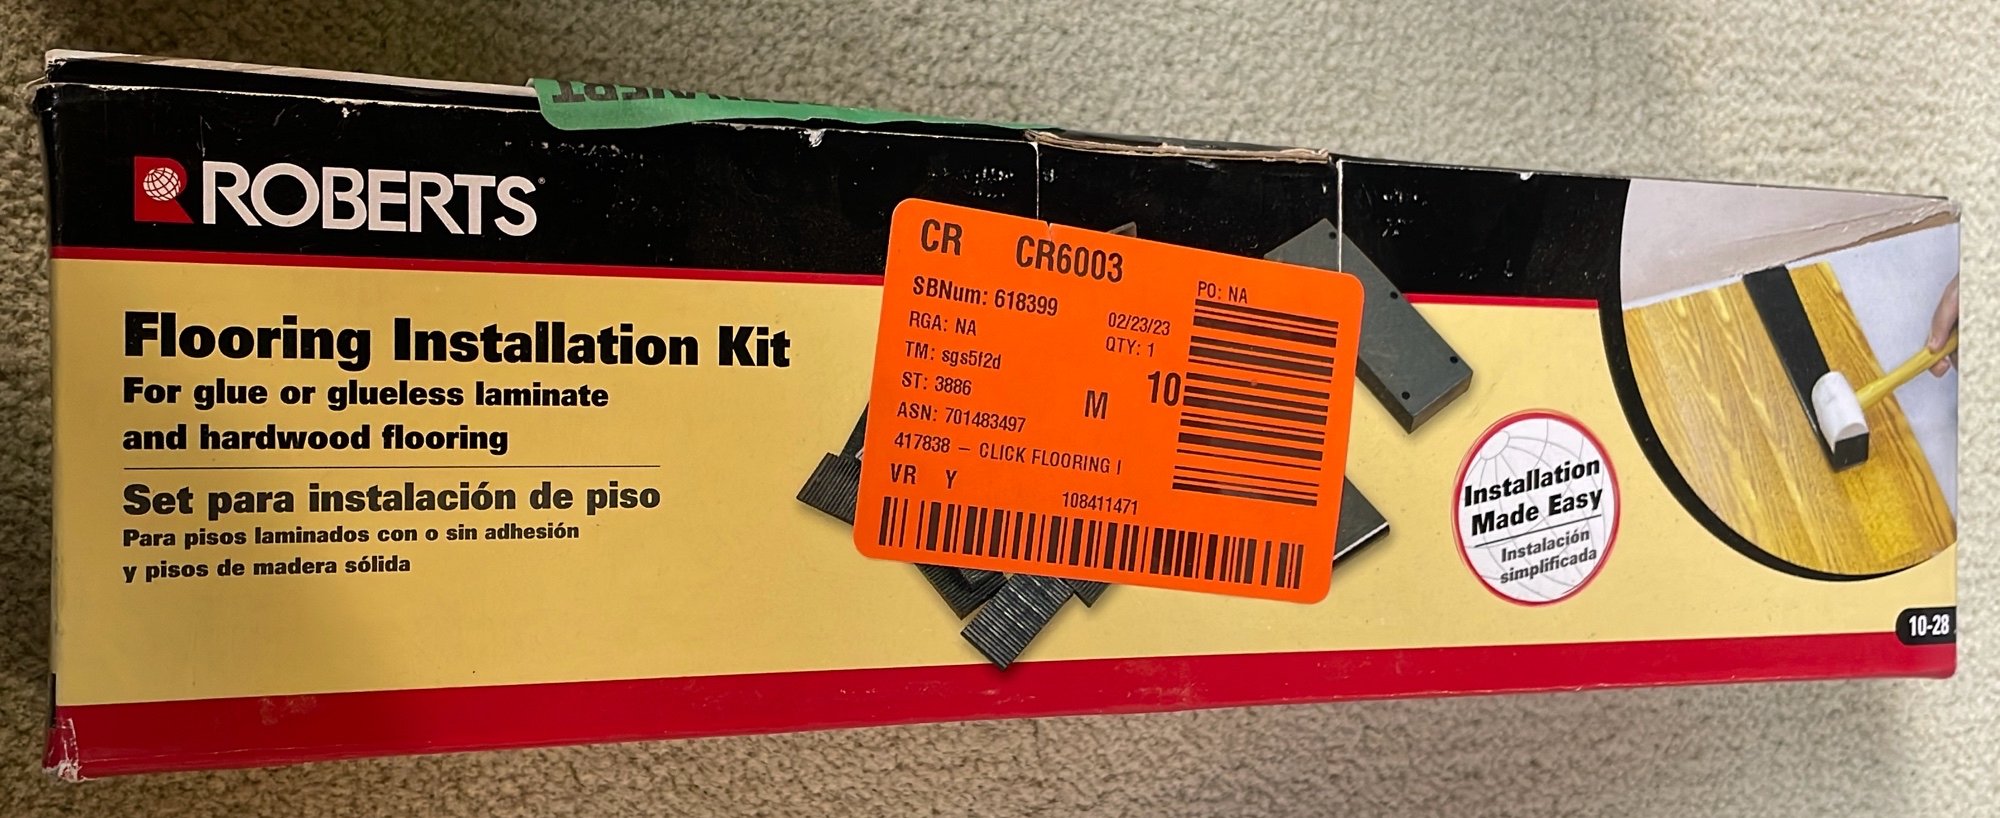 ROBERTS
Flooring Installation Kit
For glue or glueless laminate
and hardwood flooring
Set para instalación de piso
Para pisos laminados con o sin adhesión
y pisos de madera sólida
CR CR6003
SBNum: 618399
RGA: NA
TM: sgs5f2d
ST: 3886
ASN: 701483497
417838 – CLICK FLOORING I
VR Y
02/23/23
QTY: 1
M 10
PO: NA
108411471
Installation
Made Easy
Instalación
simplificada
10-28